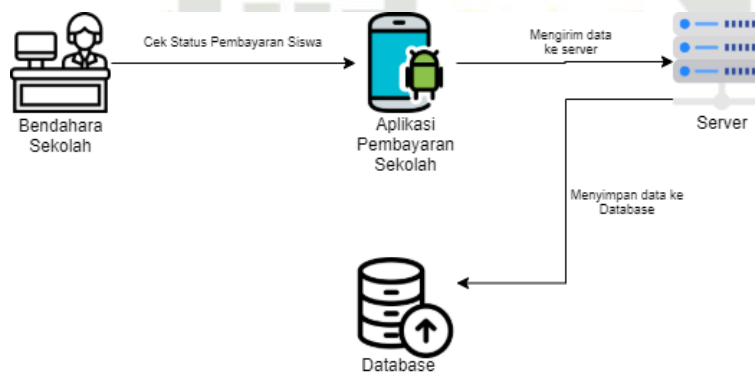 Cek Status Pembayaran Siswa
Mengirim data
ke server
Bendahara
Sekolah
Aplikasi
Pembayaran
Sekolah
Server
Menyimpan data ke
Database
Database